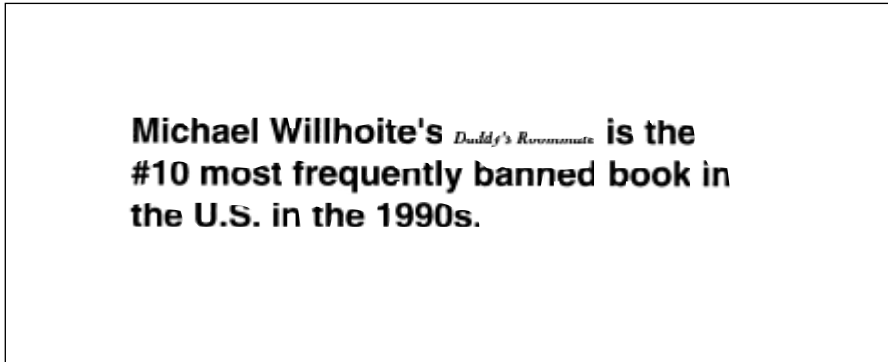 Michael Willhoite's Daddy's Roommate is the
#10 most frequently banned book in
the U.S. in the 1990s.